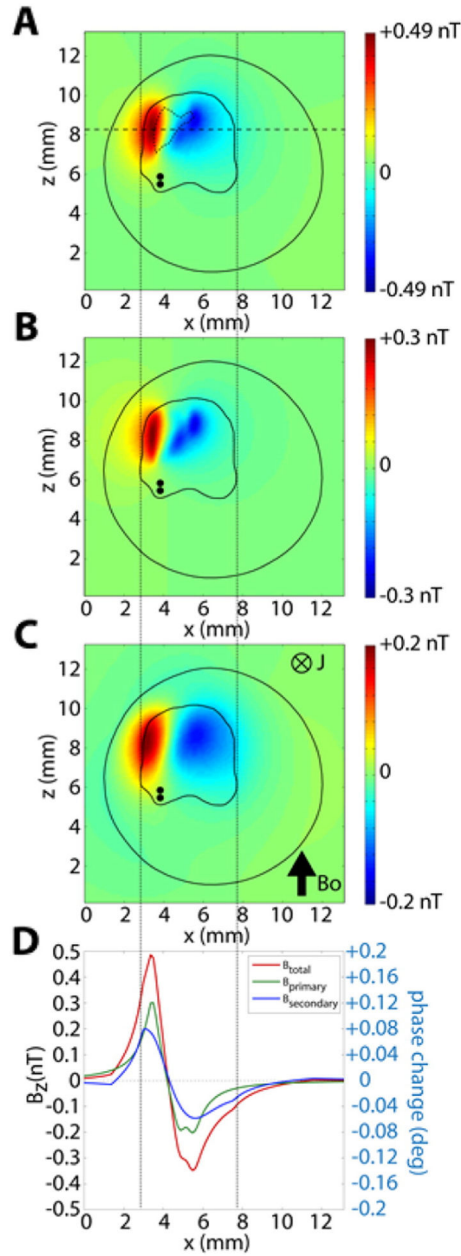 A
z (mm)
12
10
8
6
4
2
0 2 4 6 8 10 12
x (mm)
+0.49 nT
0
-0.49 nT
B
z (mm)
12
10
8
6
4
2
0 2 4 6 8 10 12
x (mm)
+0.3 nT
0
-0.3 nT
C
z (mm)
12
10
8
6
4
2
J
Bo
0 2 4 6 8 10 12
x (mm)
+0.2 nT
0
-0.2 nT
D
Bz(nT)
0.5
0.4
0.3
0.2
0.1
0
-0.1
-0.2
-0.3
-0.4
-0.5
Btotal
Bprimary
Bsecondary
+0.2
+0.16
+0.12
+0.08
+0.04
0
-0.04
-0.08
-0.12
-0.16
-0.2
phase change (deg)
0 2 4 6 8 10 12
x (mm)